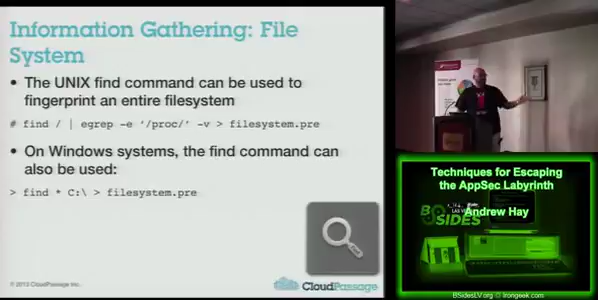 Information Gathering: File
System
• The UNIX find command can be used to
fingerprint an entire filesystem
# find / | egrep -e '/proc/' -v > filesystem.pre
• On Windows systems, the find command can
also be used:
> find * C:\ > filesystem.pre
© 2013 CloudPassage Inc.
CloudPassage
Techniques for Escaping
the AppSec Labyrinth
Andrew Hay
BSIDES
LAS
BSidesLV.org © Irongeek.com